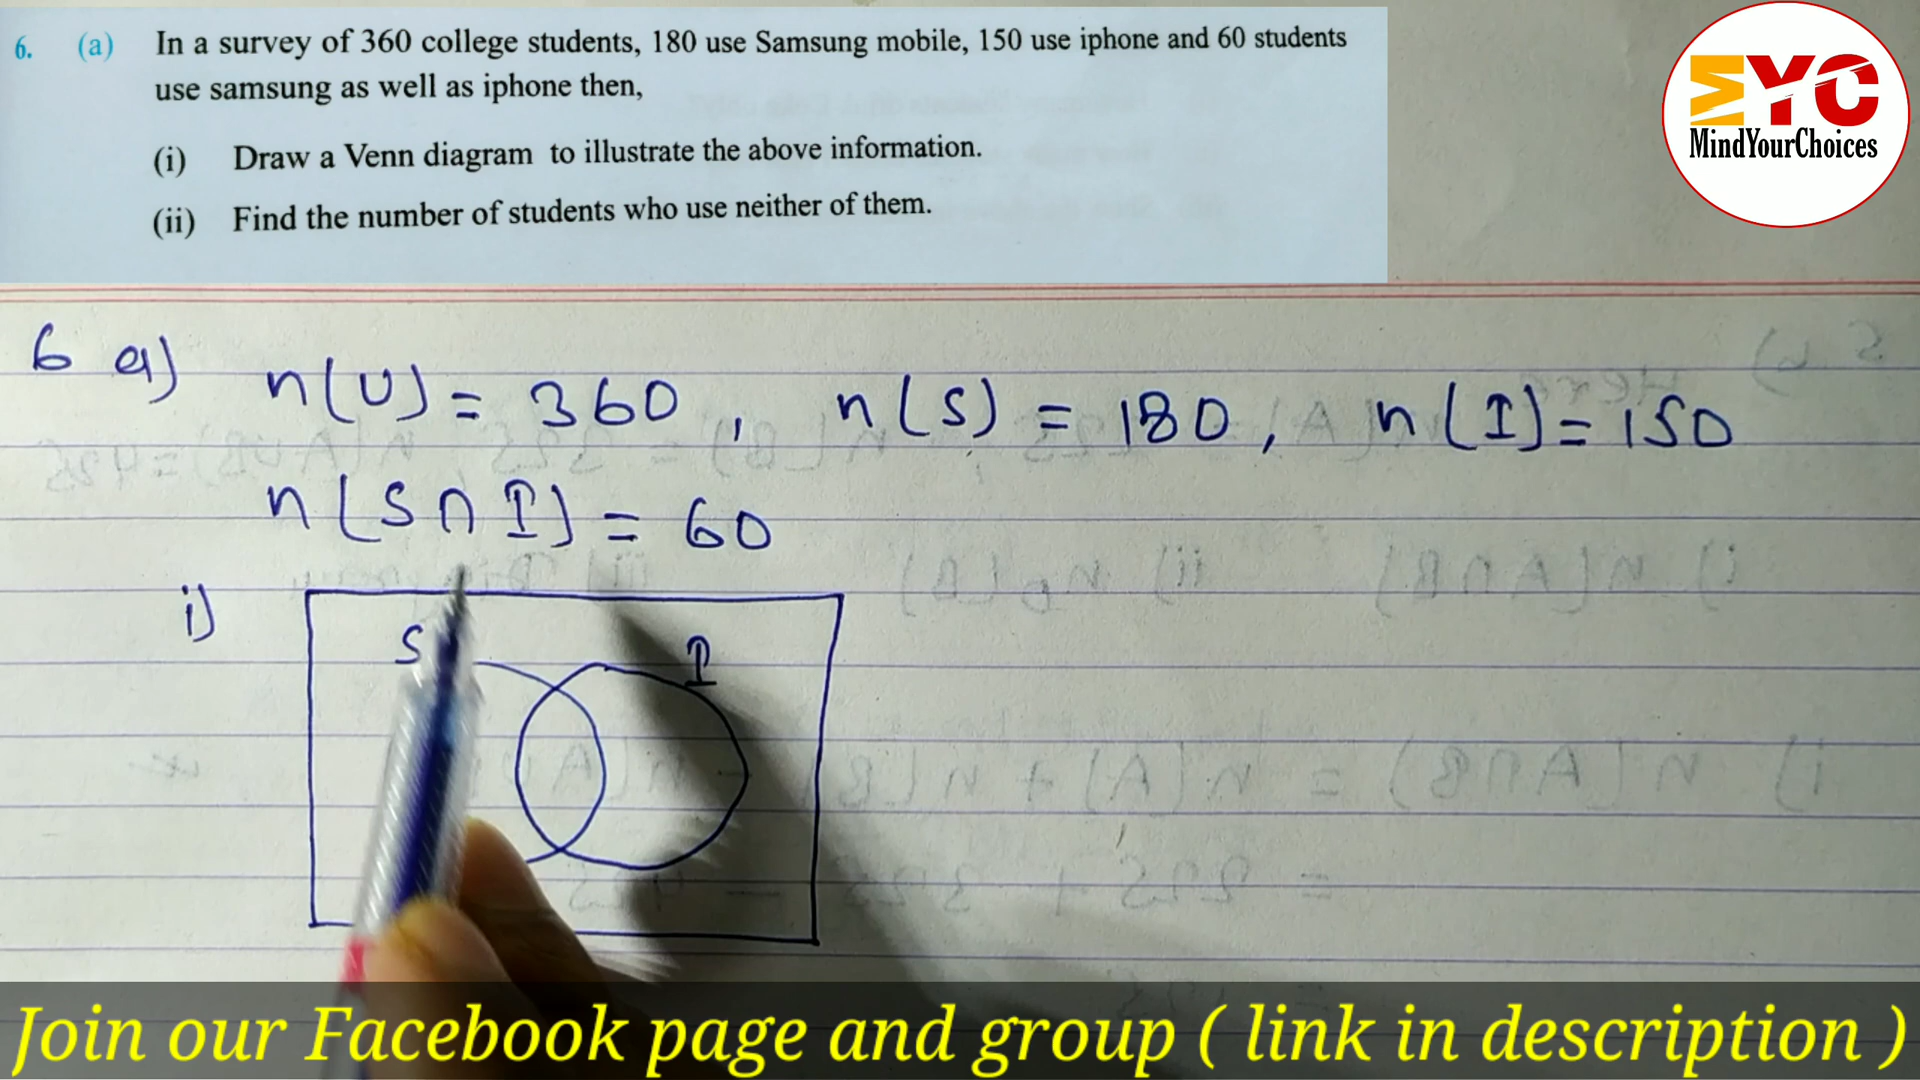 6. (a) In a survey of 360 college students, 180 use Samsung mobile, 150 use iphone and 60 students
use samsung as well as iphone then,
(i) Draw a Venn diagram to illustrate the above information.
(ii) Find the number of students who use neither of them.
MYC
MindYourChoices
6 a) n(U) = 360, n(S) = 180, n(I) = 150
n(S∩I) = 60
i)
S I
Join our Facebook page and group ( link in description )